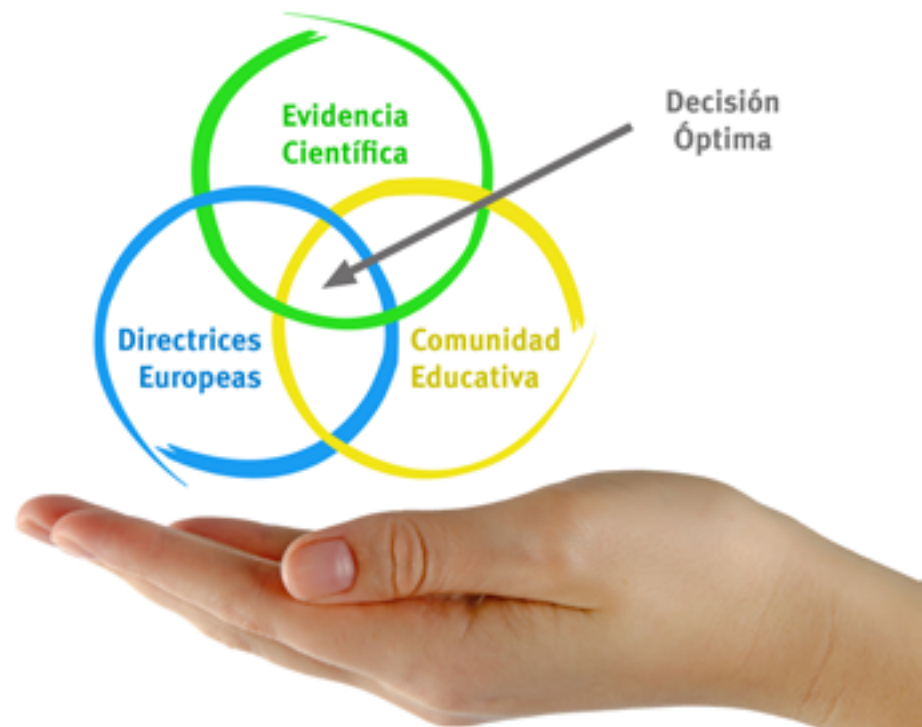 Evidencia
Científica
Decisión
Óptima
Directrices
Europeas
Comunidad
Educativa